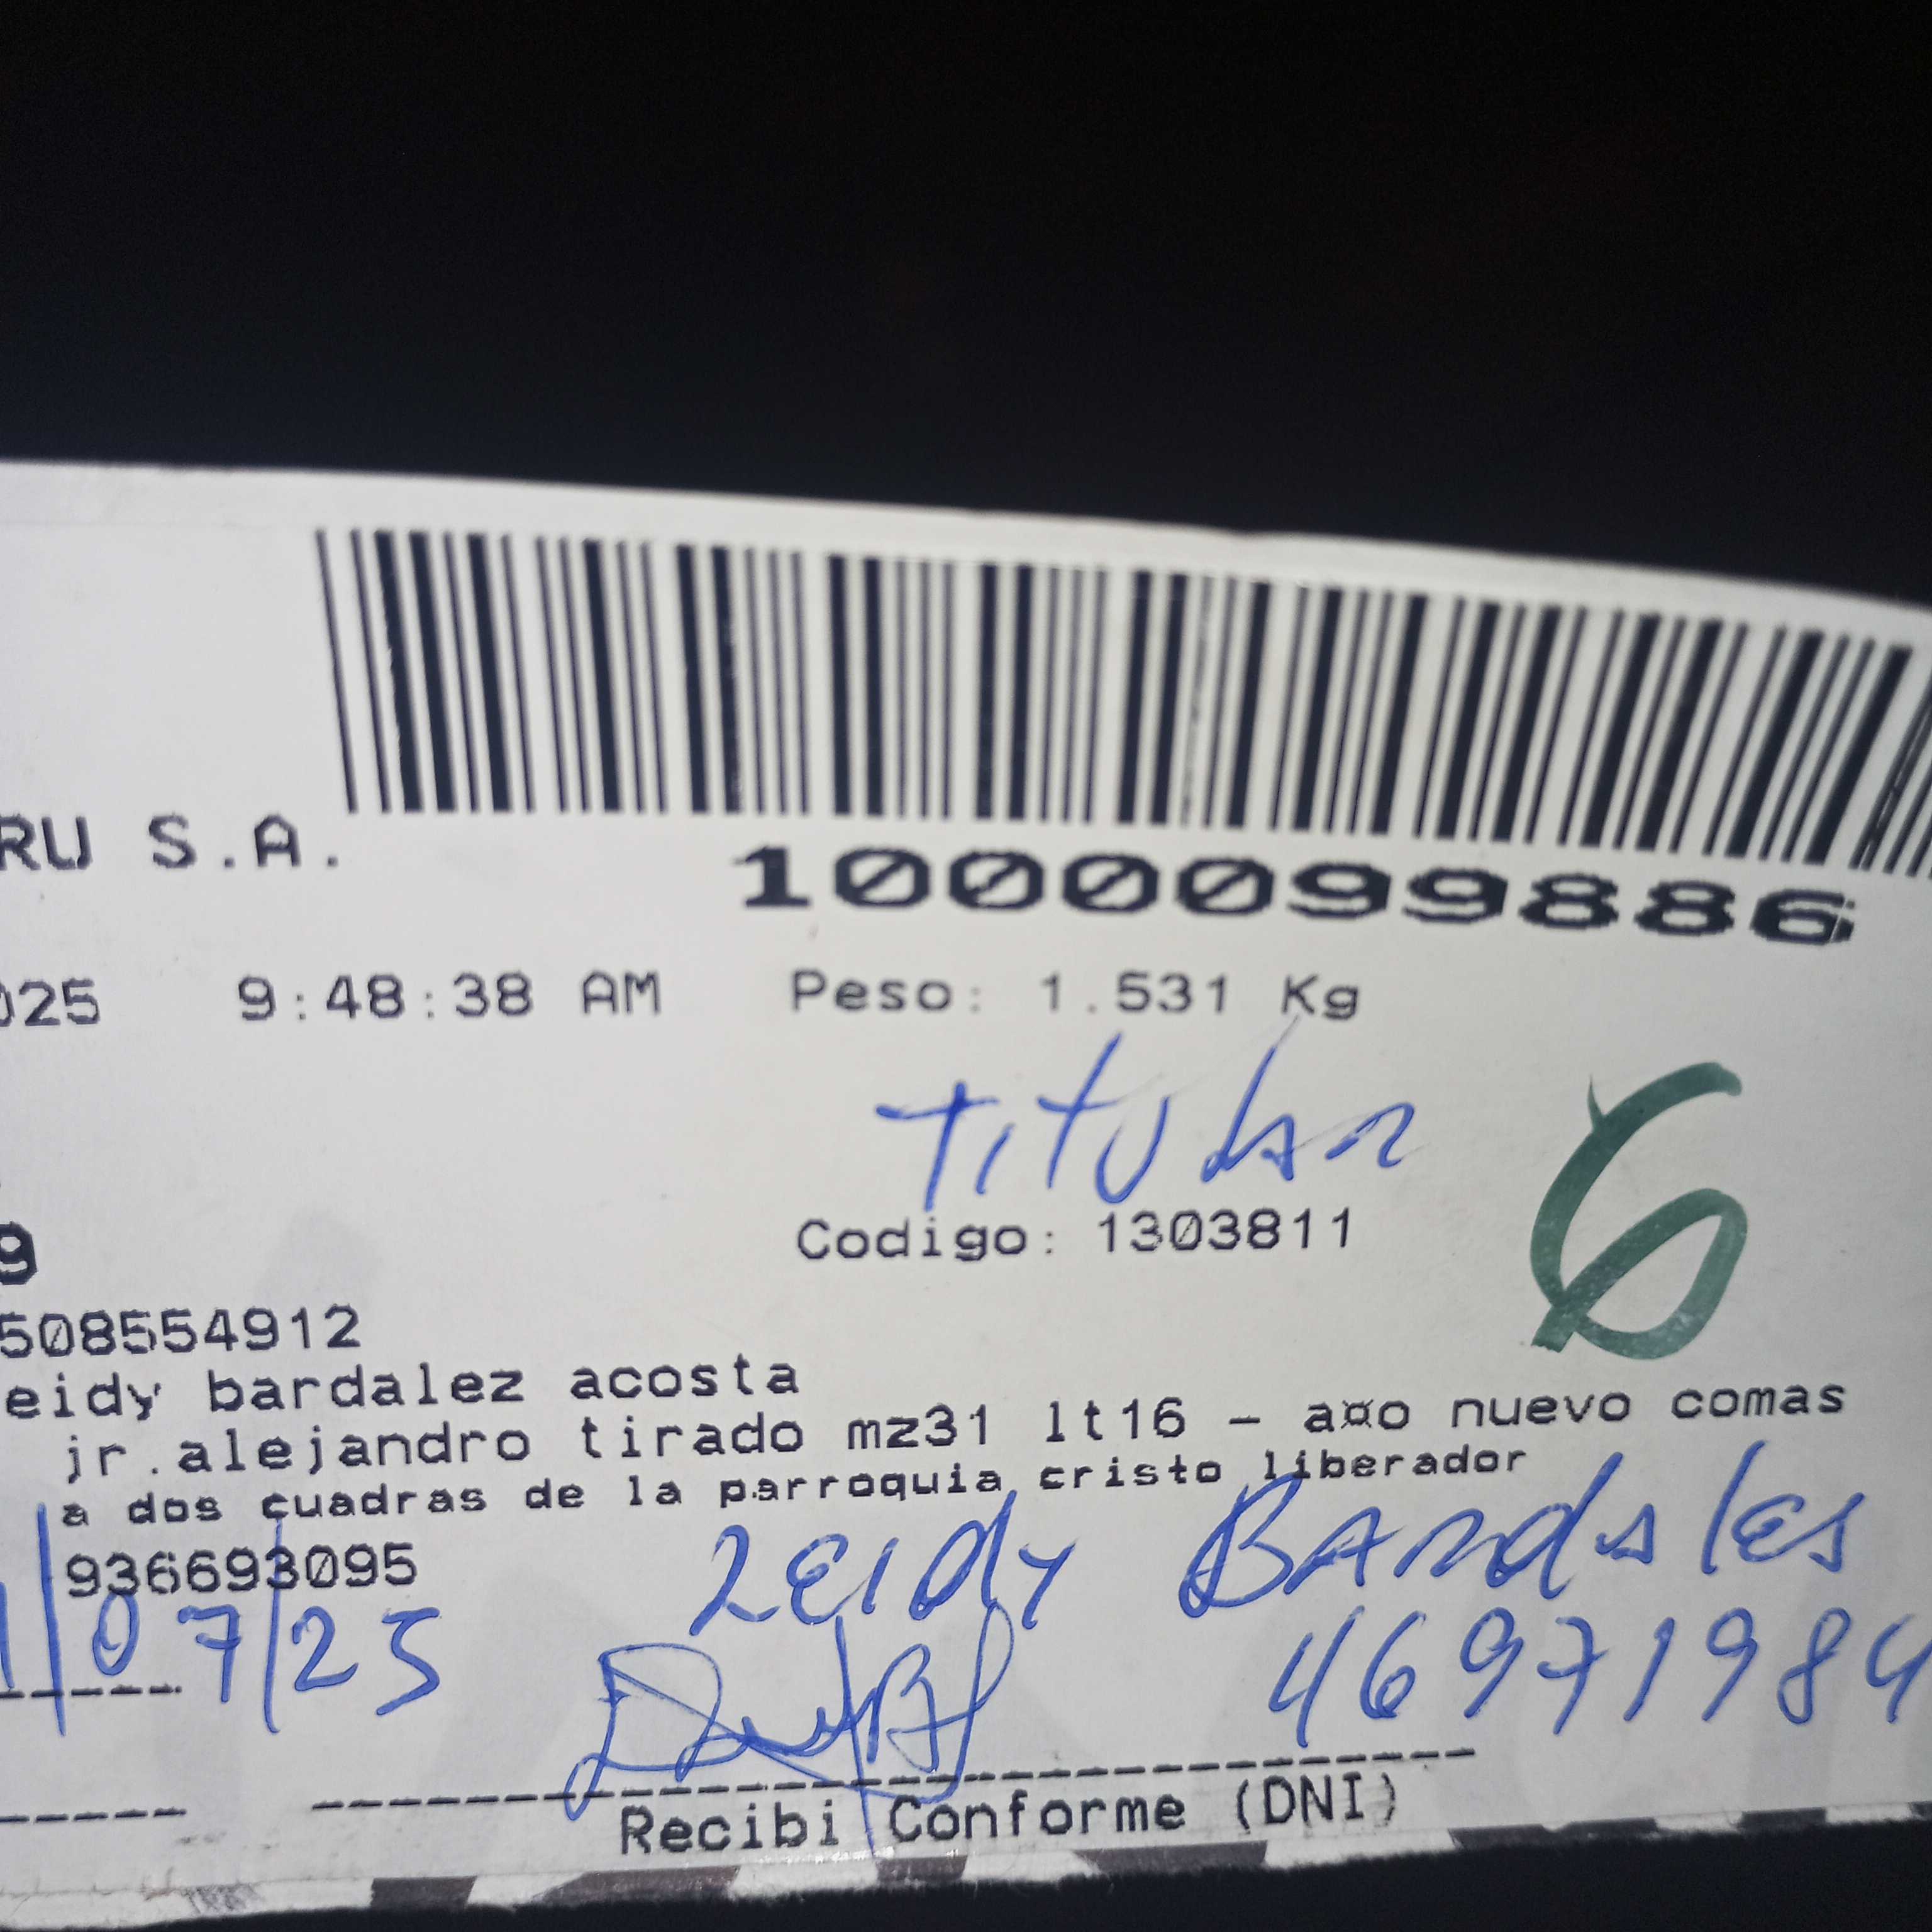 RU S.A.
1000099886
025 9:48:38 AM Peso: 1.531 Kg
Titular
6
Codigo: 1303811
9
508554912
eidy bardalez acosta
jr.alejandro tirado mz31 lt16 - a¤o nuevo comas
a dos cuadras de la parroquia cristo liberador
936693095
Leidy Bardales
/07/25
46971984
Recibi Conforme (DNI)